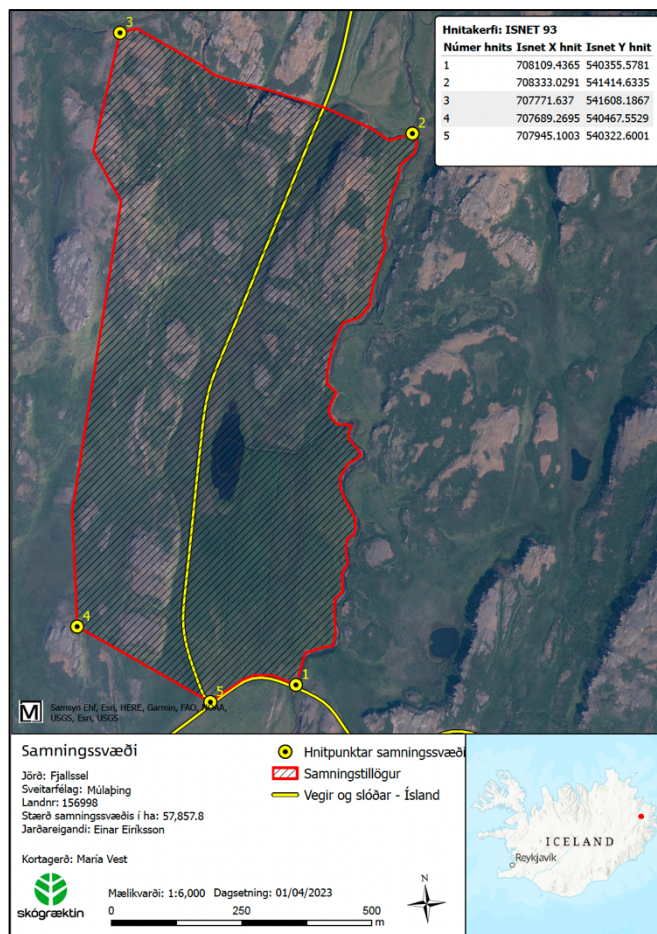 3
2
4
5
1
Hnitakerfi: ISNET 93
Númer hnits Isnet X hnit Isnet Y hnit
1 708109.4365 540355.5781
2 708333.0291 541414.6335
3 707771.637 541608.1867
4 707689.2695 540467.5529
5 707945.1003 540322.6001
M
Samsyn Ehf, Esri, HERE, Garmin, FAO, NOAA,
USGS, Esri, USGS
Samningssvæði
Jörð: Fjallssel
Sveitarfélag: Múlaþing
Landnr: 156998
Stærð samningssvæðis í ha: 57,857.8
Jarðareigandi: Einar Eiríksson
Kortagerð: María Vest
skógræktin
Hnitpunktar samningssvæði
Samningstillögur
Vegir og slóðar - Ísland
Mælikvarði: 1:6,000 Dagsetning: 01/04/2023
0 250 500
m
N
ICELAND
Reykjavík